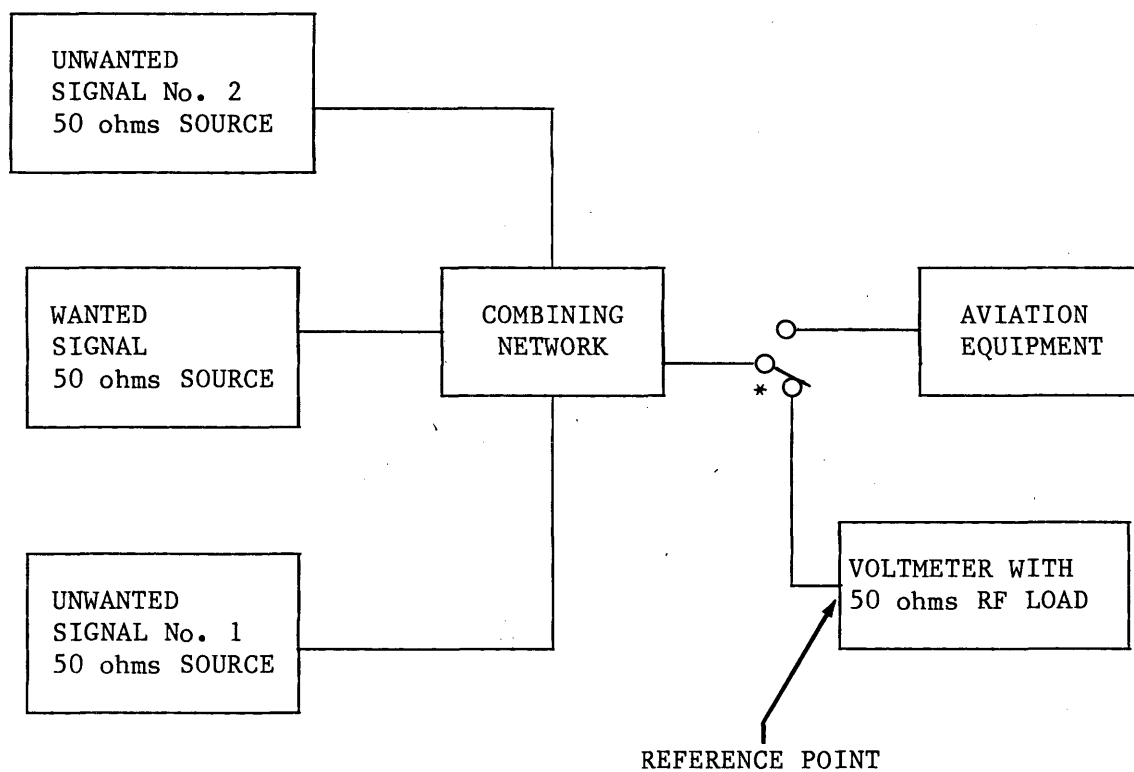 UNWANTED
SIGNAL No. 2
50 ohms SOURCE
WANTED
SIGNAL
50 ohms SOURCE
COMBINING
NETWORK
*
AVIATION
EQUIPMENT
UNWANTED
SIGNAL No. 1
50 ohms SOURCE
VOLTMETER WITH
50 ohms RF LOAD
REFERENCE POINT